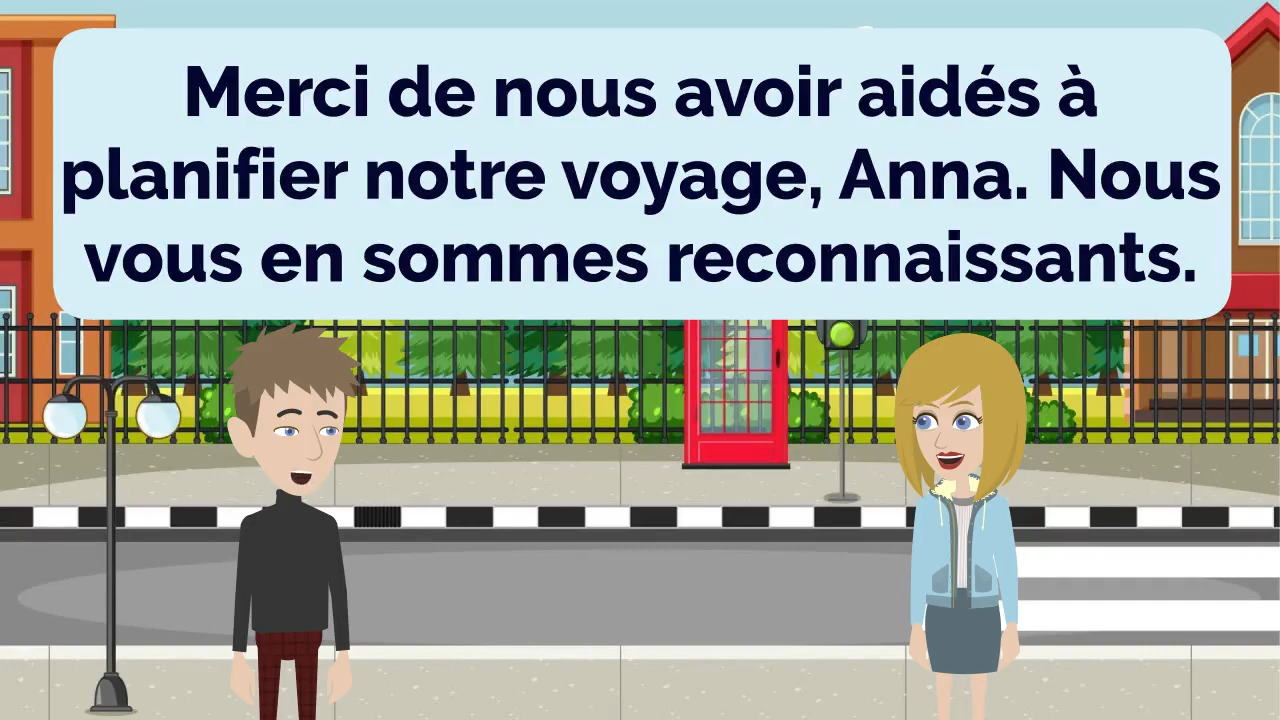 Merci de nous avoir aidés à
planifier notre voyage, Anna. Nous
vous en sommes reconnaissants.